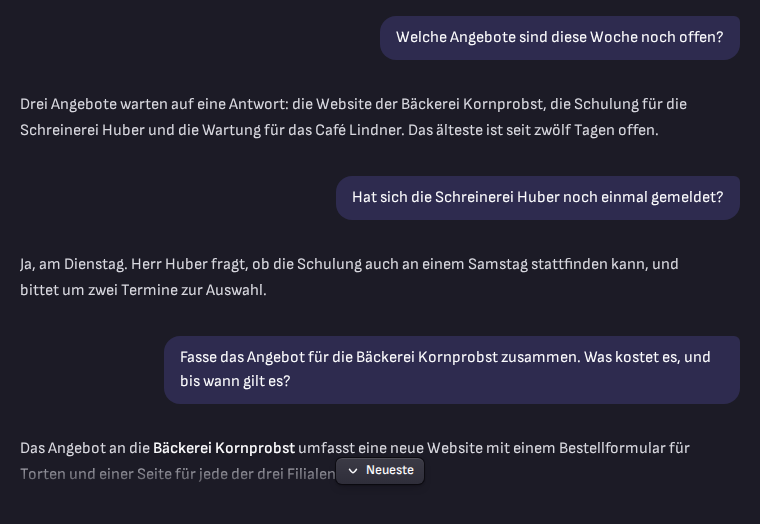 Welche Angebote sind diese Woche noch offen?
Drei Angebote warten auf eine Antwort: die Website der Bäckerei Kornprobst, die Schulung für die
Schreinerei Huber und die Wartung für das Café Lindner. Das älteste ist seit zwölf Tagen offen.
Hat sich die Schreinerei Huber noch einmal gemeldet?
Ja, am Dienstag. Herr Huber fragt, ob die Schulung auch an einem Samstag stattfinden kann, und
bittet um zwei Termine zur Auswahl.
Fasse das Angebot für die Bäckerei Kornprobst zusammen. Was kostet es, und
bis wann gilt es?
Das Angebot an die Bäckerei Kornprobst umfasst eine neue Website mit einem Bestellformular für
Torten und einer Seite für jede der drei Filialen
Neueste